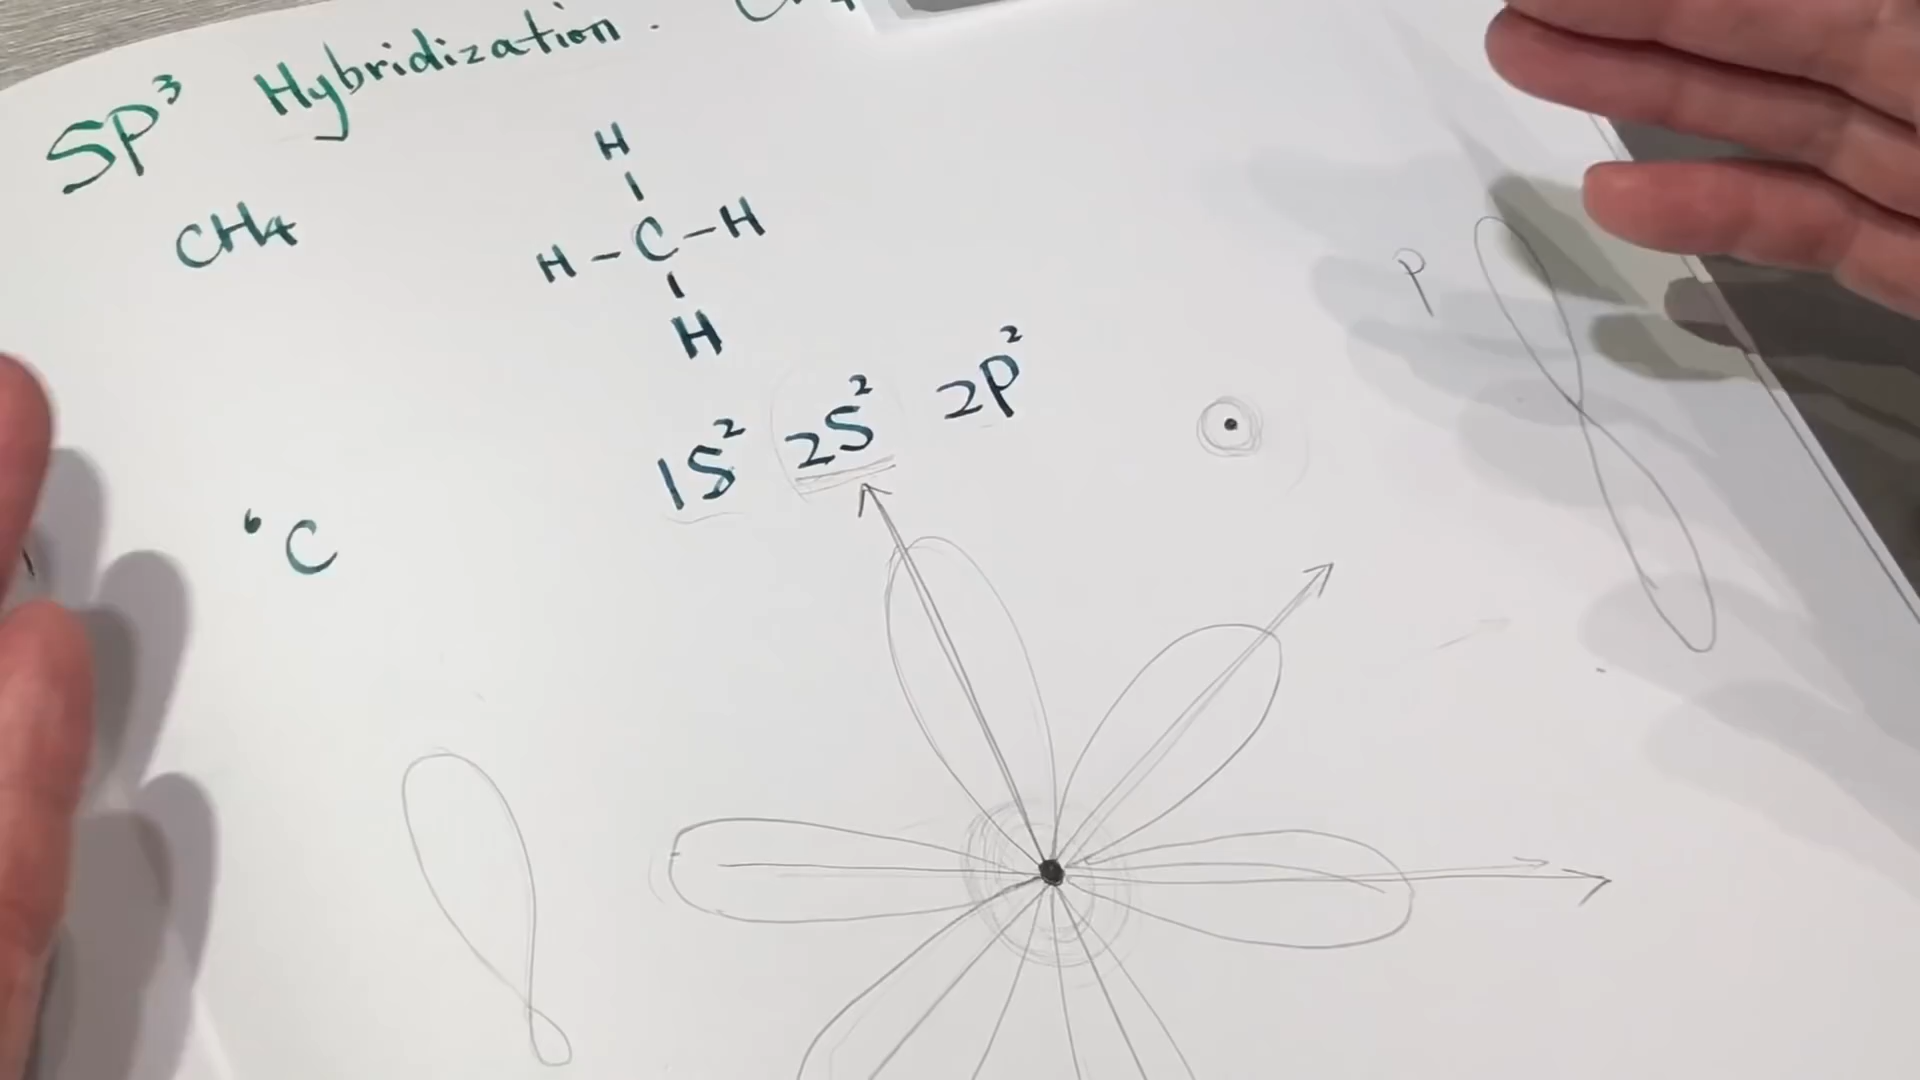 SP³ Hybridization.
CH4
H
H-C-H
H
1S² 2S² 2P²
⁶C
P